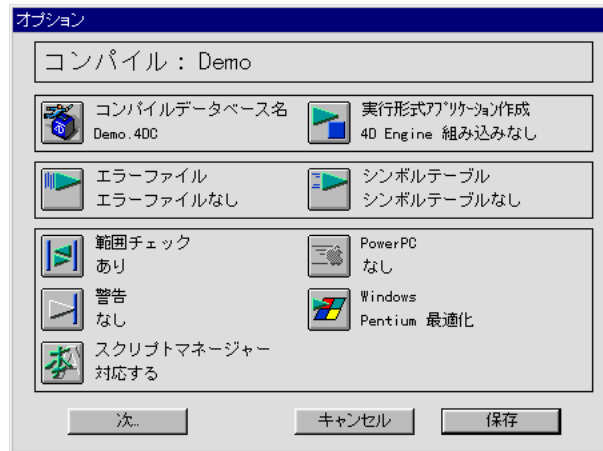 オプション
コンパイル：Demo
コンパイルデータベース名
Demo.4DC
実行形式ｱﾌﾟﾘｹｰｼｮﾝ作成
4D Engine 組み込みなし
エラーファイル
エラーファイルなし
シンボルテーブル
シンボルテーブルなし
範囲チェック
あり
PowerPC
なし
警告
なし
Windows
Pentium 最適化
スクリプトマネージャー
対応する
次...
キャンセル
保存